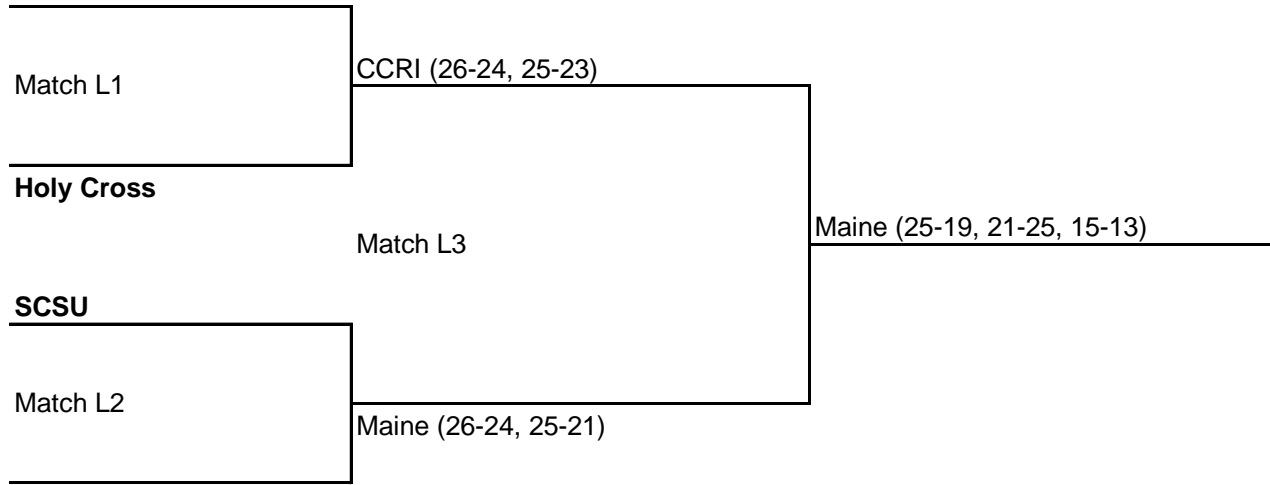 CCRI (26-24, 25-23)
Match L1
Holy Cross
Maine (25-19, 21-25, 15-13)
Match L3
SCSU
Match L2
Maine (26-24, 25-21)